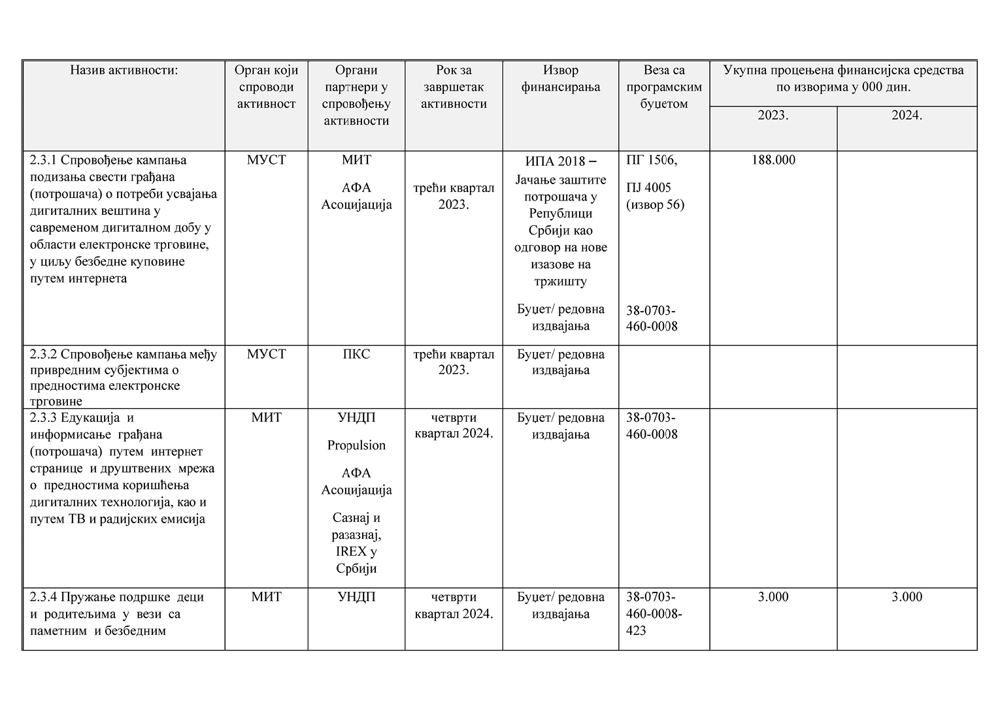 Назив активности:
Орган који
спроводи
активност
Органи
партнери у
спровођењу
активности
Рок за
завршетак
активности
Извор
финансирања
Веза са
програмским
буџетом
Укупна процењена финансијска средства
по изворима у 000 дин.
2023.
2024.
2.3.1 Спровођење кампања
подизања свести грађана
(потрошача) о потреби усвајања
дигиталних вештина у
савременом дигиталном добу у
области електронске трговине,
у циљу безбедне куповине
путем интернета
МУСТ
МИТ
АФА
Асоцијација
трећи квартал
2023.
ИПА 2018 –
Јачање заштите
потрошача у
Републици
Србији као
одговор на нове
изазове на
тржишту
Буџет/ редовна
издвајања
ПГ 1506,
ПЈ 4005
(извор 56)
38-0703-
460-0008
188.000
2.3.2 Спровођење кампања међу
привредним субјектима о
предностима електронске
трговине
МУСТ
ПКС
трећи квартал
2023.
Буџет/ редовна
издвајања
2.3.3 Едукација и
информисање грађана
(потрошача) путем интернет
странице и друштвених мрежа
о предностима коришћења
дигиталних технологија, као и
путем ТВ и радијских емисија
МИТ
УНДП
Propulsion
АФА
Асоцијација
Сазнај и
разазнај,
IREX у
Србији
четврти
квартал 2024.
Буџет/ редовна
издвајања
38-0703-
460-0008
2.3.4 Пружање подршке деци
и родитељима у вези са
паметним и безбедним
МИТ
УНДП
четврти
квартал 2024.
Буџет/ редовна
издвајања
38-0703-
460-0008-
423
3.000
3.000